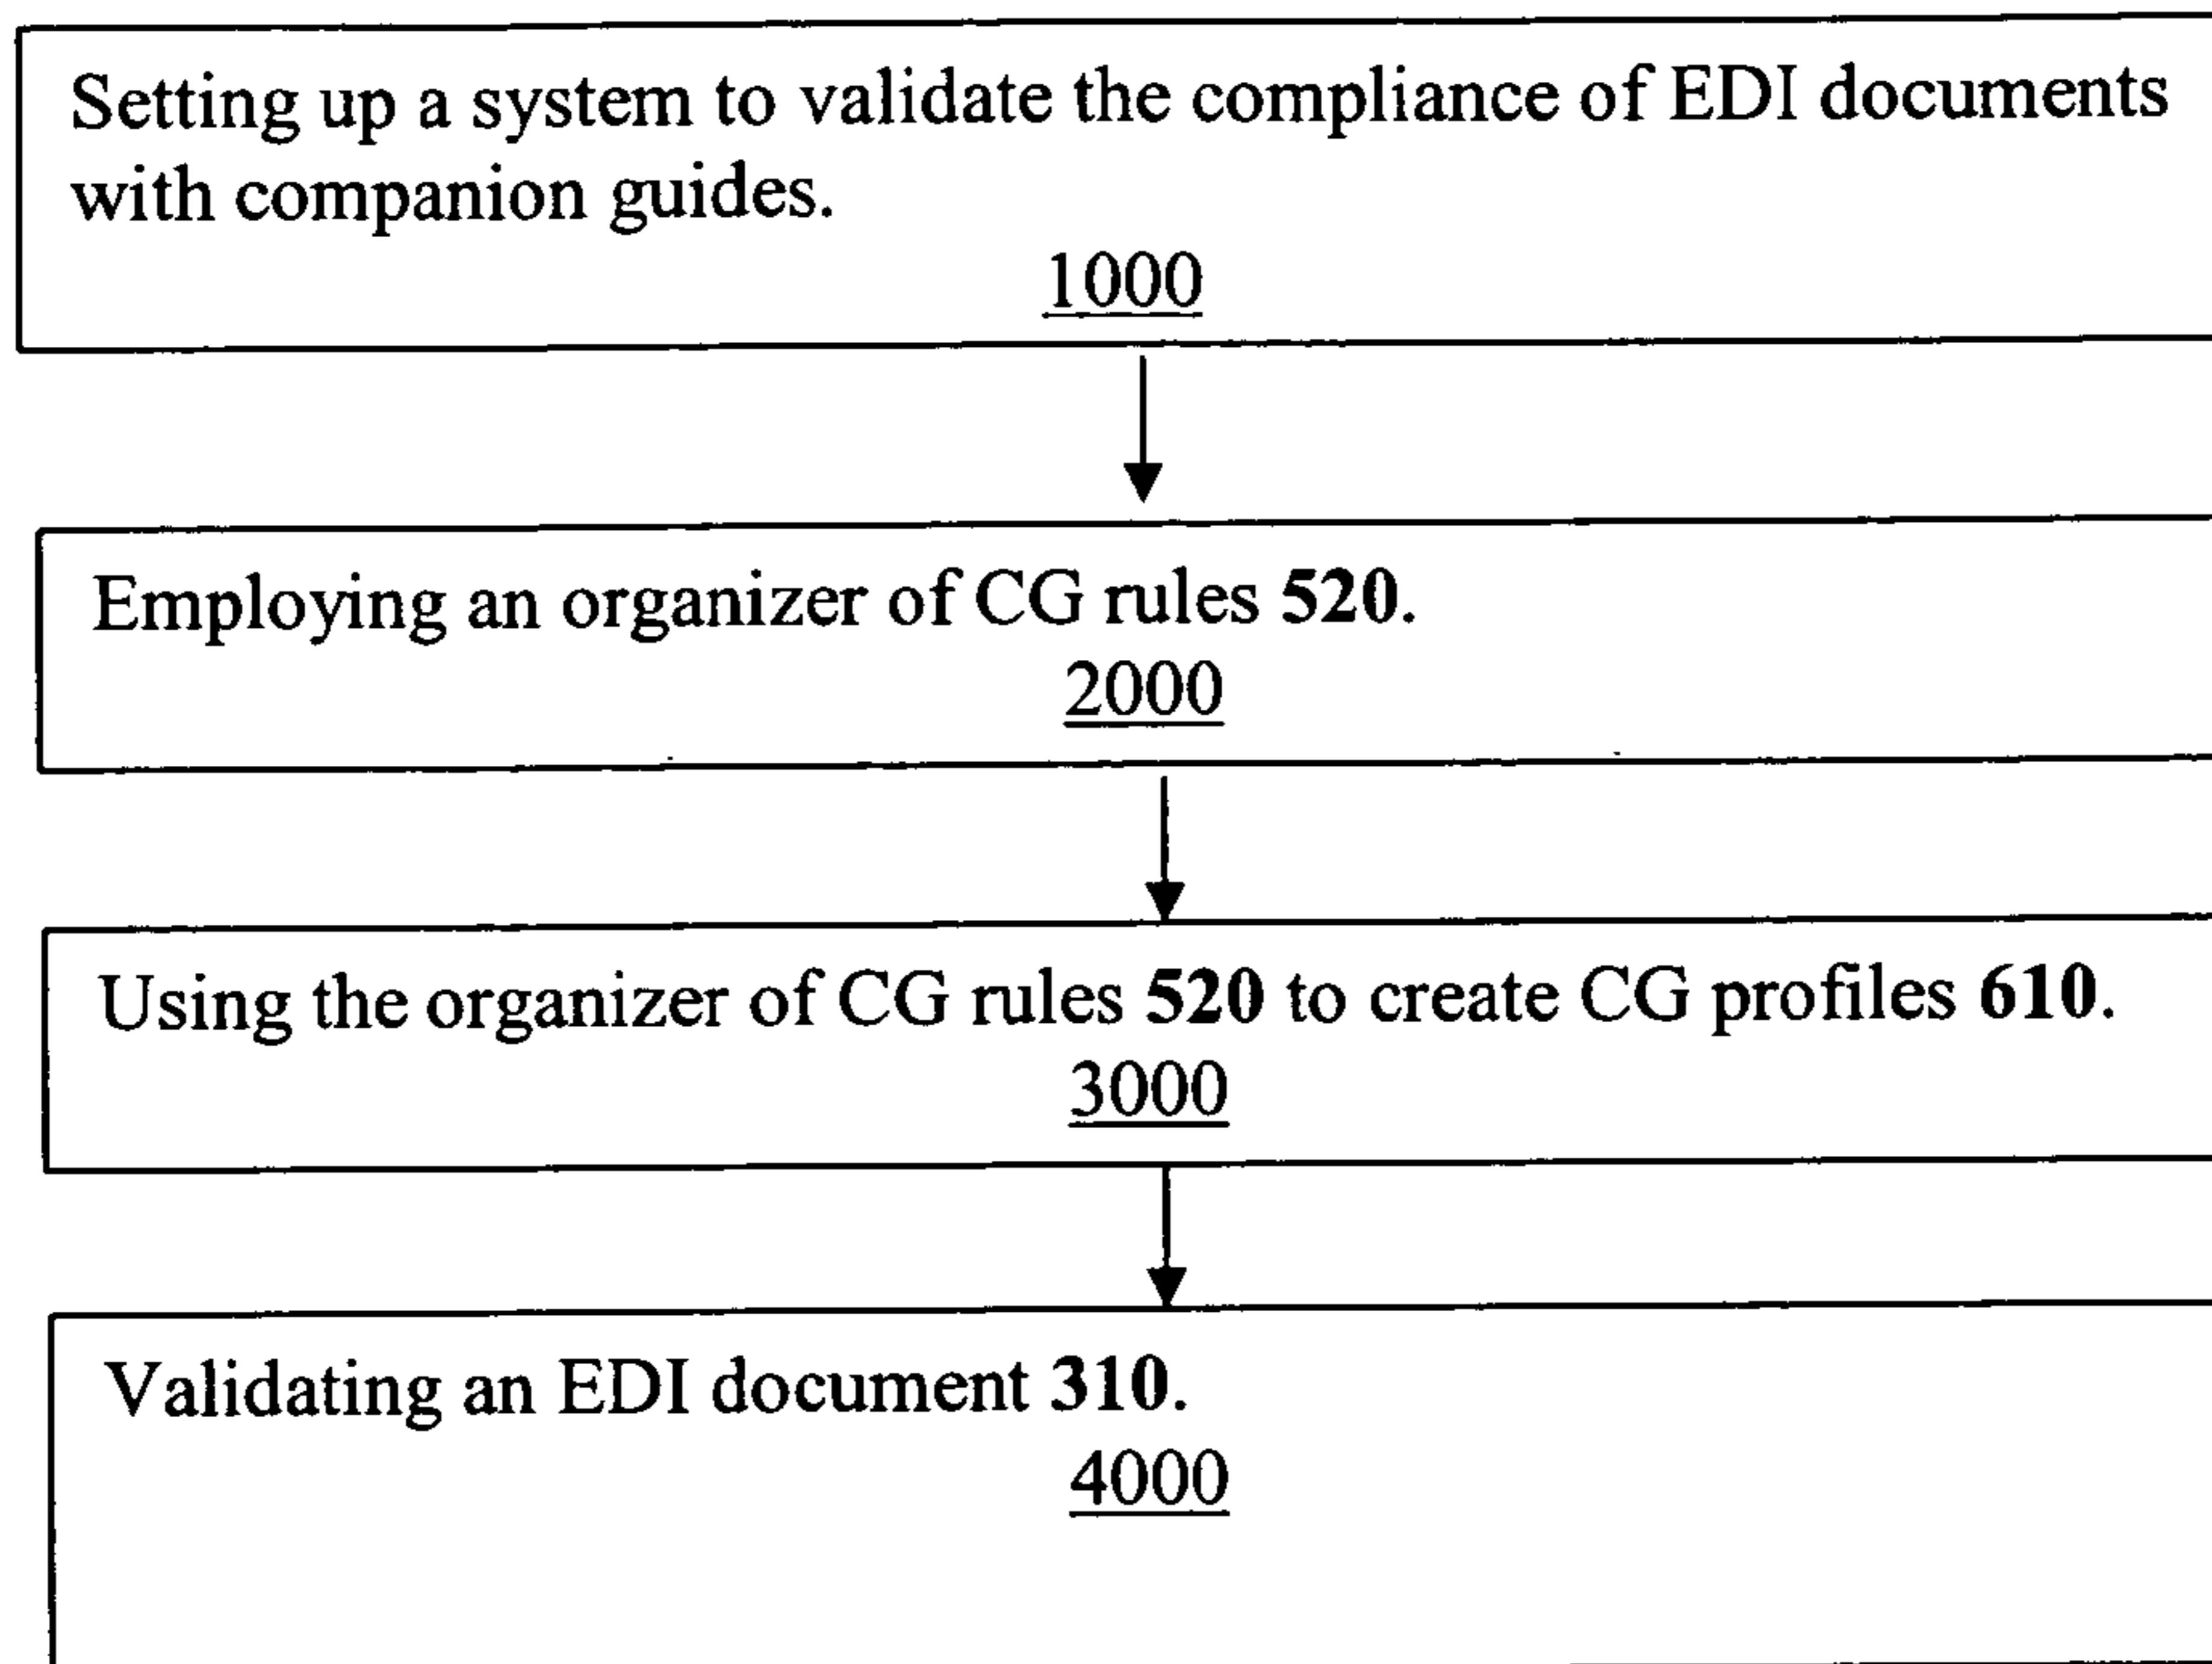 Setting up a system to validate the compliance of EDI documents
with companion guides.
1000
Employing an organizer of CG rules 520.
2000
Using the organizer of CG rules 520 to create CG profiles 610.
3000
Validating an EDI document 310.
4000